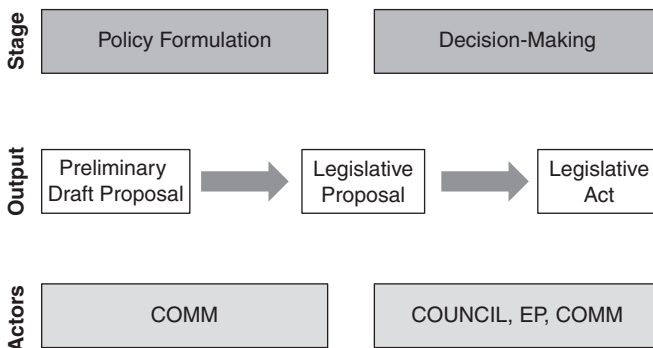 Stage
Policy Formulation
Decision-Making
Output
Preliminary
Draft Proposal
Legislative
Proposal
Legislative
Act
Actors
COMM
COUNCIL, EP, COMM